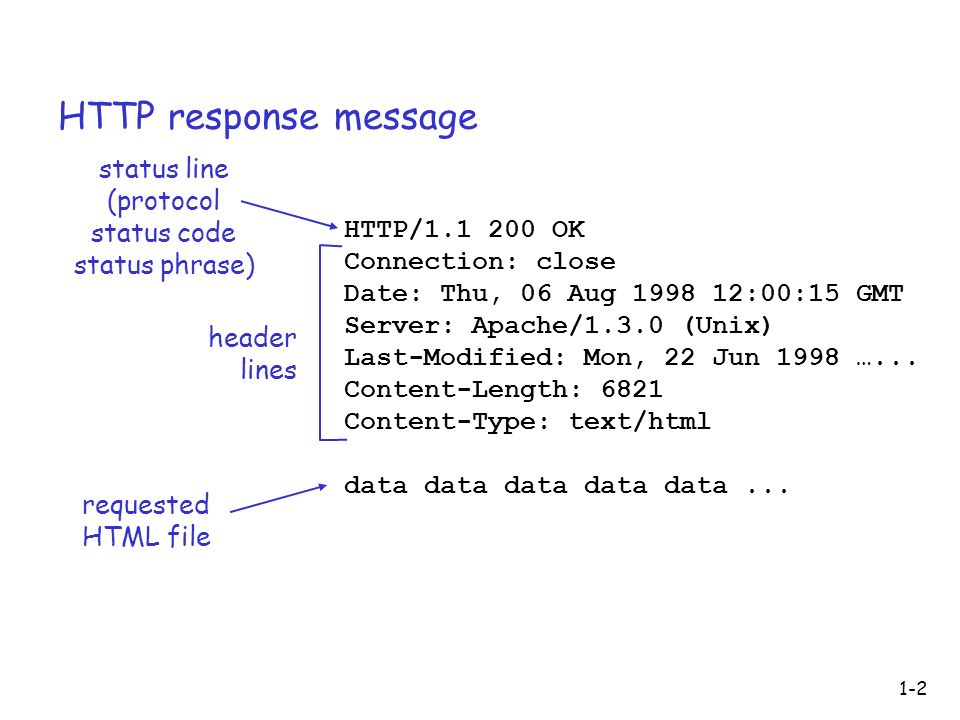 HTTP response message
status line
(protocol
status code
status phrase)
HTTP/1.1 200 OK
Connection: close
Date: Thu, 06 Aug 1998 12:00:15 GMT
Server: Apache/1.3.0 (Unix)
Last-Modified: Mon, 22 Jun 1998 …...
Content-Length: 6821
Content-Type: text/html
header
lines
data data data data data ...
requested
HTML file
1-2